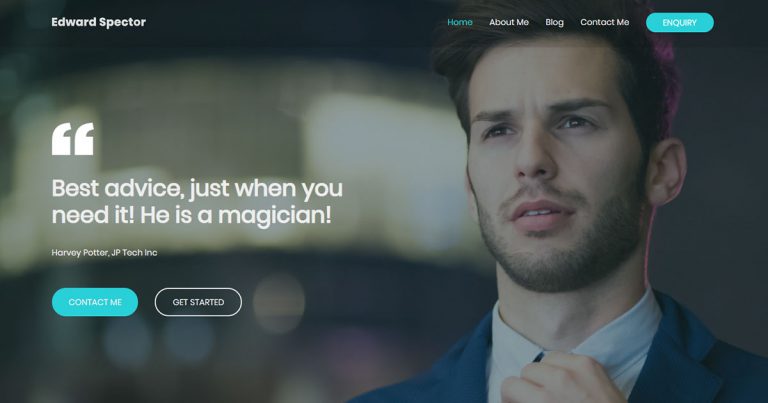 Edward Spector
Home About Me Blog Contact Me ENQUIRY
“
Best advice, just when you
need it! He is a magician!
Harvey Potter, JP Tech Inc
CONTACT ME GET STARTED